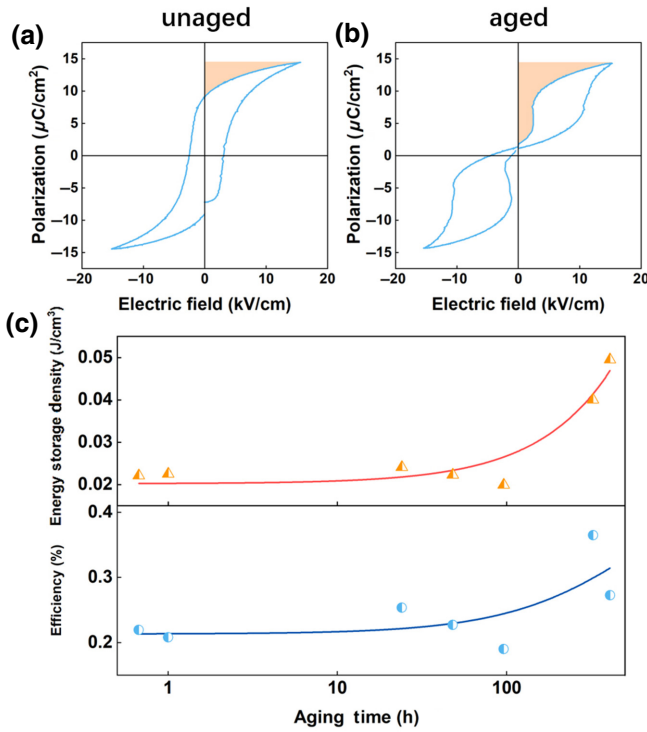 unaged
aged
(a)
(b)
Polarization (µC/cm²)
15
10
5
0
−5
−10
−15
−20
−10
0
10
20
Electric field (kV/cm)
Polarization (µC/cm²)
15
10
5
0
−5
−10
−15
−20
−10
0
10
20
Electric field (kV/cm)
(c)
Energy storage density (J/cm³)
0.05
0.04
0.03
0.02
Efficiency (%)
0.4
0.3
0.2
1
10
100
Aging time (h)